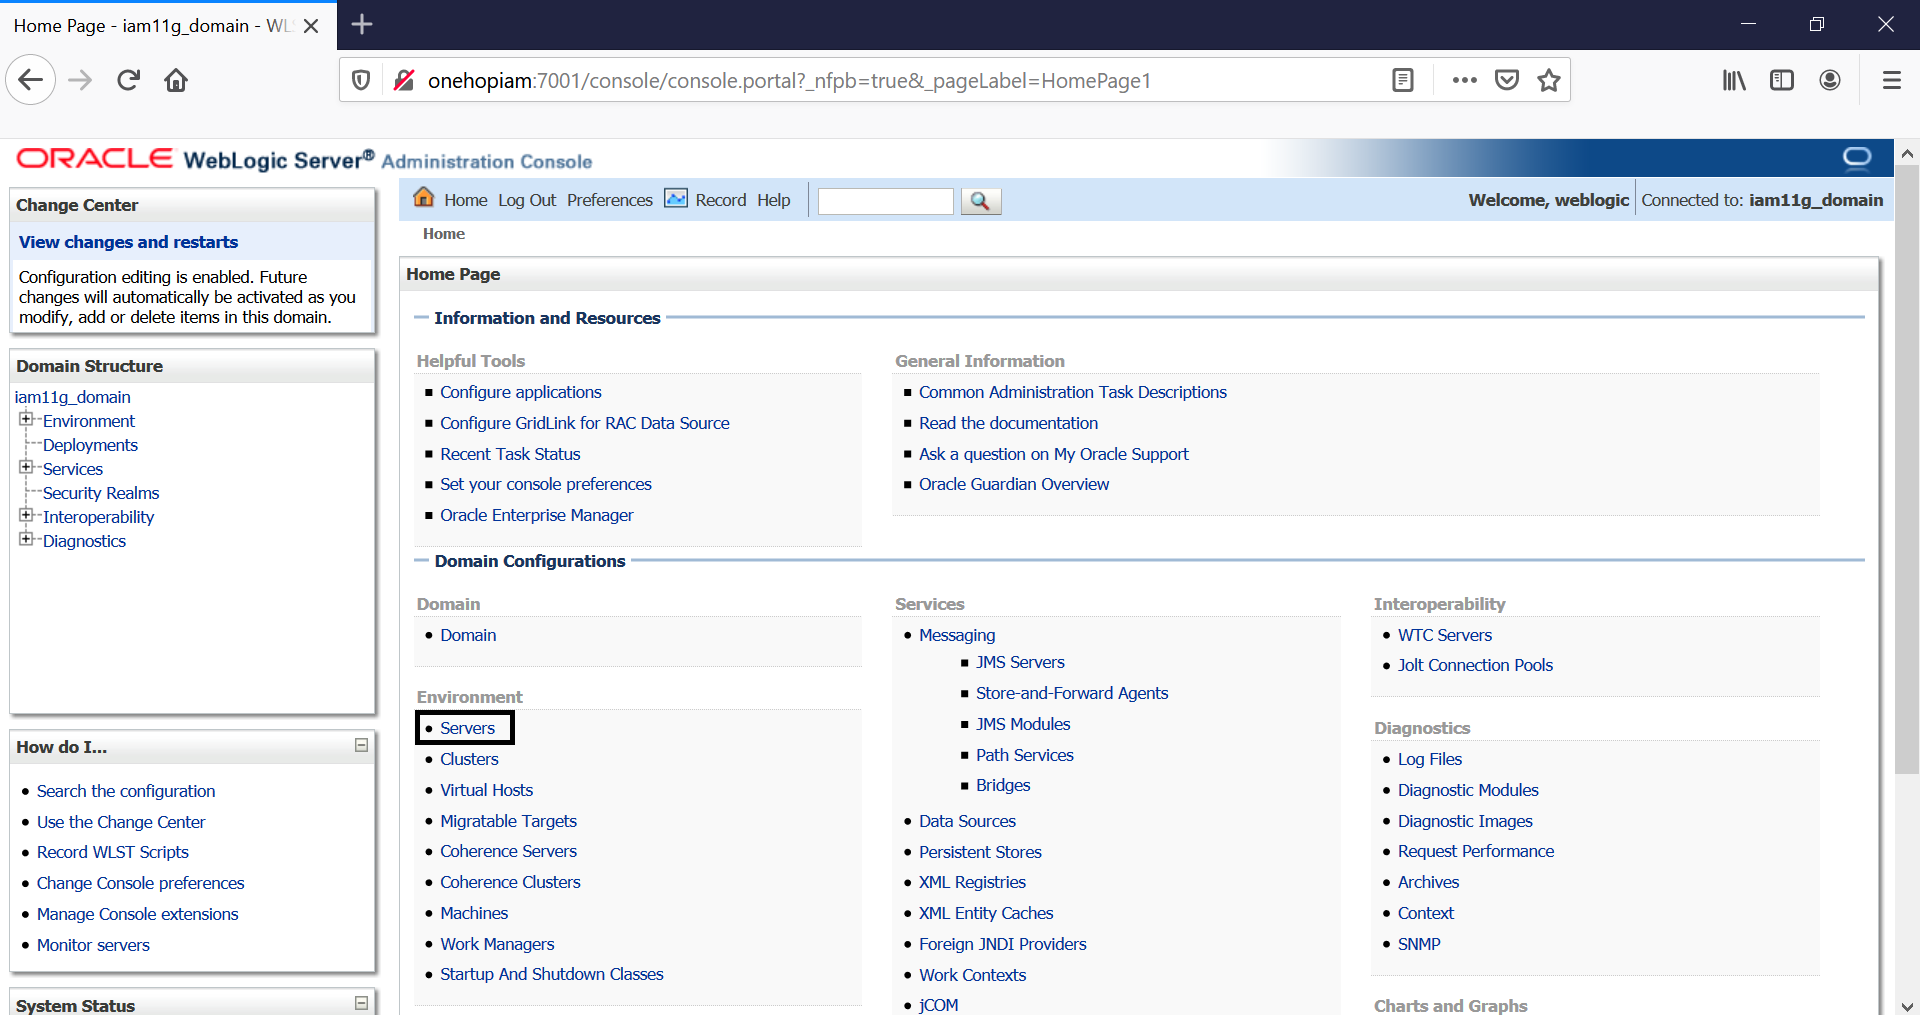 Home Page - iam11g_domain - WLS
onehopiam:7001/console/console.portal?_nfpb=true&_pageLabel=HomePage1
ORACLE WebLogic Server® Administration Console
Change Center
View changes and restarts
Configuration editing is enabled. Future
changes will automatically be activated as you
modify, add or delete items in this domain.
Domain Structure
iam11g_domain
Environment
Deployments
Services
Security Realms
Interoperability
Diagnostics
How do I...
Search the configuration
Use the Change Center
Record WLST Scripts
Change Console preferences
Manage Console extensions
Monitor servers
System Status
Home Log Out Preferences Record Help
Welcome, weblogic Connected to: iam11g_domain
Home
Home Page
Information and Resources
Helpful Tools
Configure applications
Configure GridLink for RAC Data Source
Recent Task Status
Set your console preferences
Oracle Enterprise Manager
General Information
Common Administration Task Descriptions
Read the documentation
Ask a question on My Oracle Support
Oracle Guardian Overview
Domain Configurations
Domain
Domain
Environment
Servers
Clusters
Virtual Hosts
Migratable Targets
Coherence Servers
Coherence Clusters
Machines
Work Managers
Startup And Shutdown Classes
Services
Messaging
JMS Servers
Store-and-Forward Agents
JMS Modules
Path Services
Bridges
Data Sources
Persistent Stores
XML Registries
XML Entity Caches
Foreign JNDI Providers
Work Contexts
jCOM
Interoperability
WTC Servers
Jolt Connection Pools
Diagnostics
Log Files
Diagnostic Modules
Diagnostic Images
Request Performance
Archives
Context
SNMP
Charts and Graphs